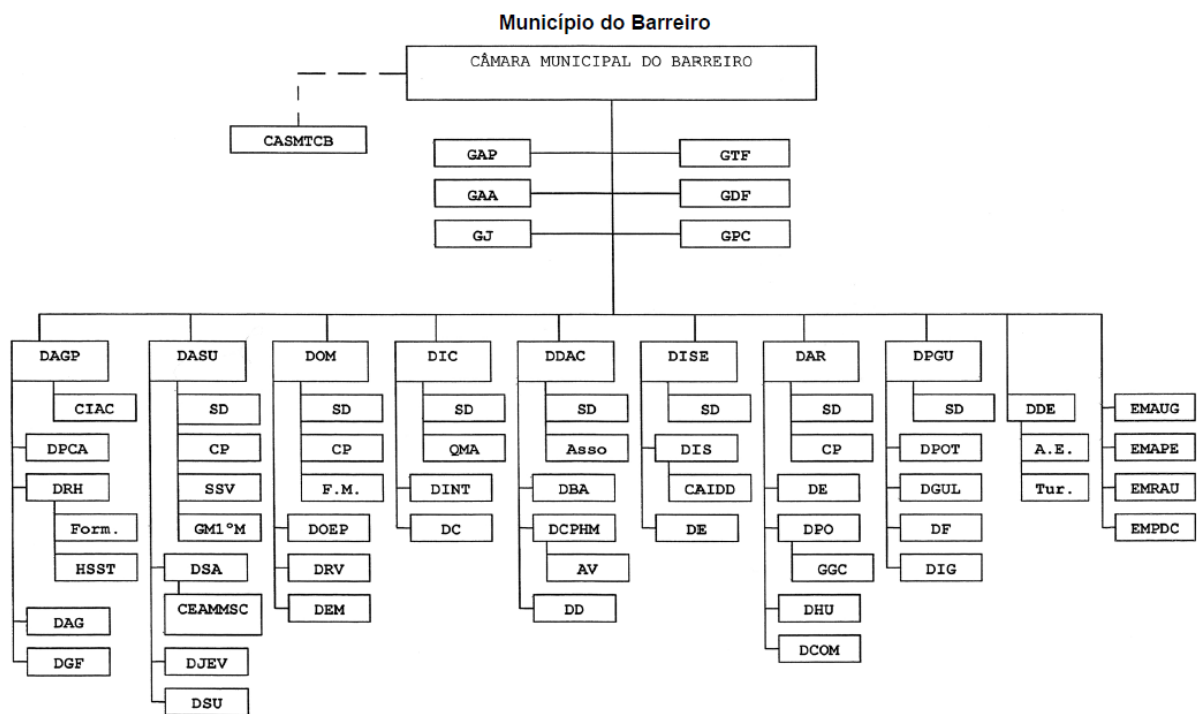 Município do Barreiro
CÂMARA MUNICIPAL DO BARREIRO
CASMTCB
GAP
GTF
GAA
GDF
GJ
GPC
DAGP
CIAC
DPCA
DRH
Form.
HSST
DAG
DGF
DASU
SD
CP
SSV
GM1ºM
DSA
CEAMMSC
DJEV
DSU
DOM
SD
CP
F.M.
DOEP
DRV
DEM
DIC
SD
QMA
DINT
DC
DDAC
SD
Asso
DBA
DCPHM
AV
DD
DISE
SD
DIS
CAIDD
DE
DAR
SD
CP
DE
DPO
GGC
DHU
DCOM
DPGU
SD
DPOT
DGUL
DF
DIG
DDE
A.E.
Tur.
EMAUG
EMAPE
EMRAU
EMPDC